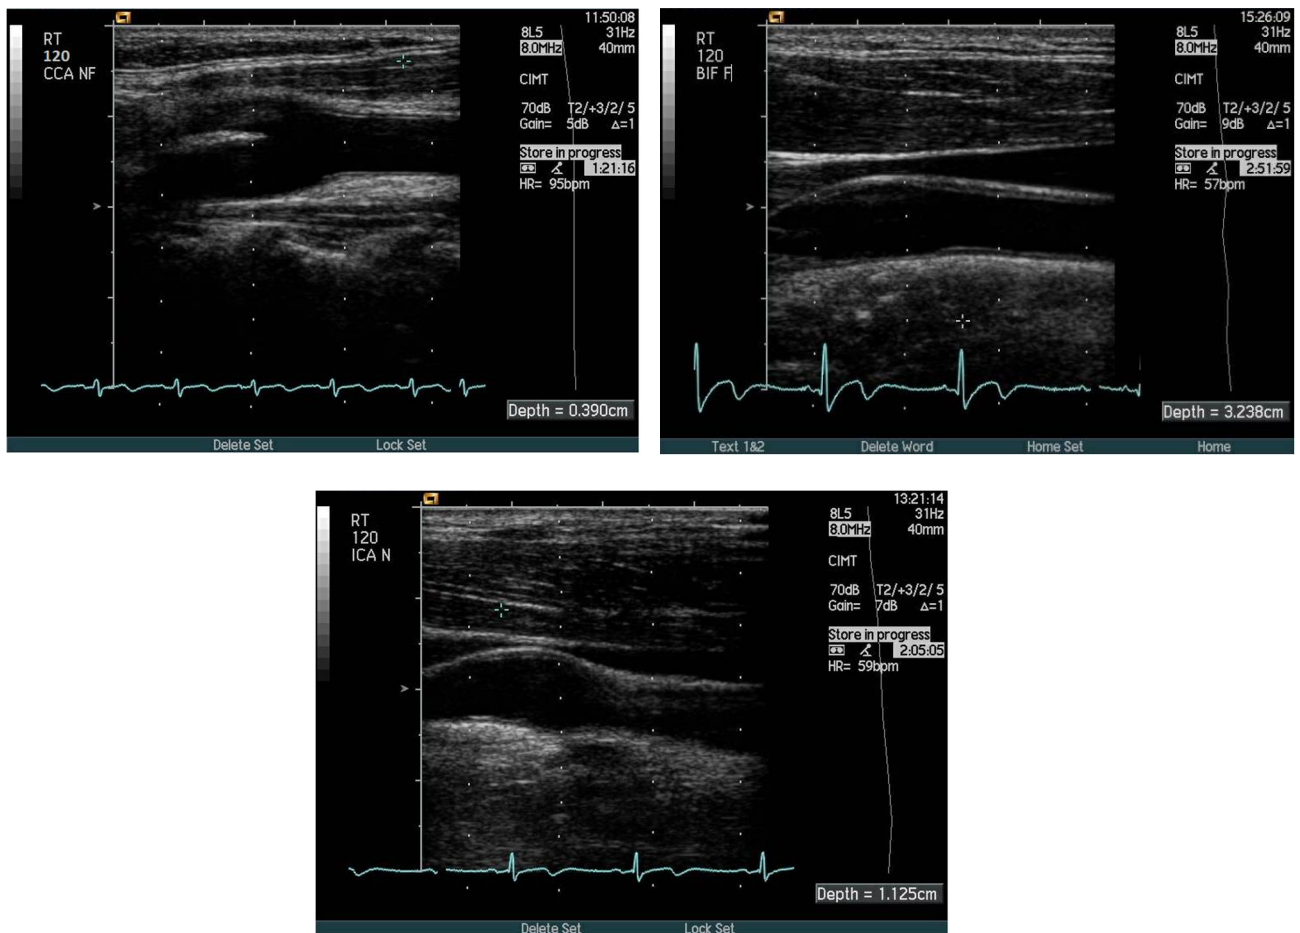 11:50:08
RT
120
CCA NF
8L5 31Hz
8.0MHz 40mm
CIMT
70dB T2/+3/2/ 5
Gain= 5dB Δ=1
Store in progress
1:21:16
HR= 95bpm
Depth = 0.390cm
Delete Set Lock Set
15:26:09
RT
120
BIF F
8L5 31Hz
8.0MHz 40mm
CIMT
70dB T2/+3/2/ 5
Gain= 9dB Δ=1
Store in progress
2:51:59
HR= 57bpm
Depth = 3.238cm
Text 1&2 Delete Word Home Set Home
13:21:14
RT
120
ICA N
8L5 31Hz
8.0MHz 40mm
CIMT
70dB T2/+3/2/ 5
Gain= 7dB Δ=1
Store in progress
2:05:05
HR= 59bpm
Depth = 1.125cm
Delete Set Lock Set